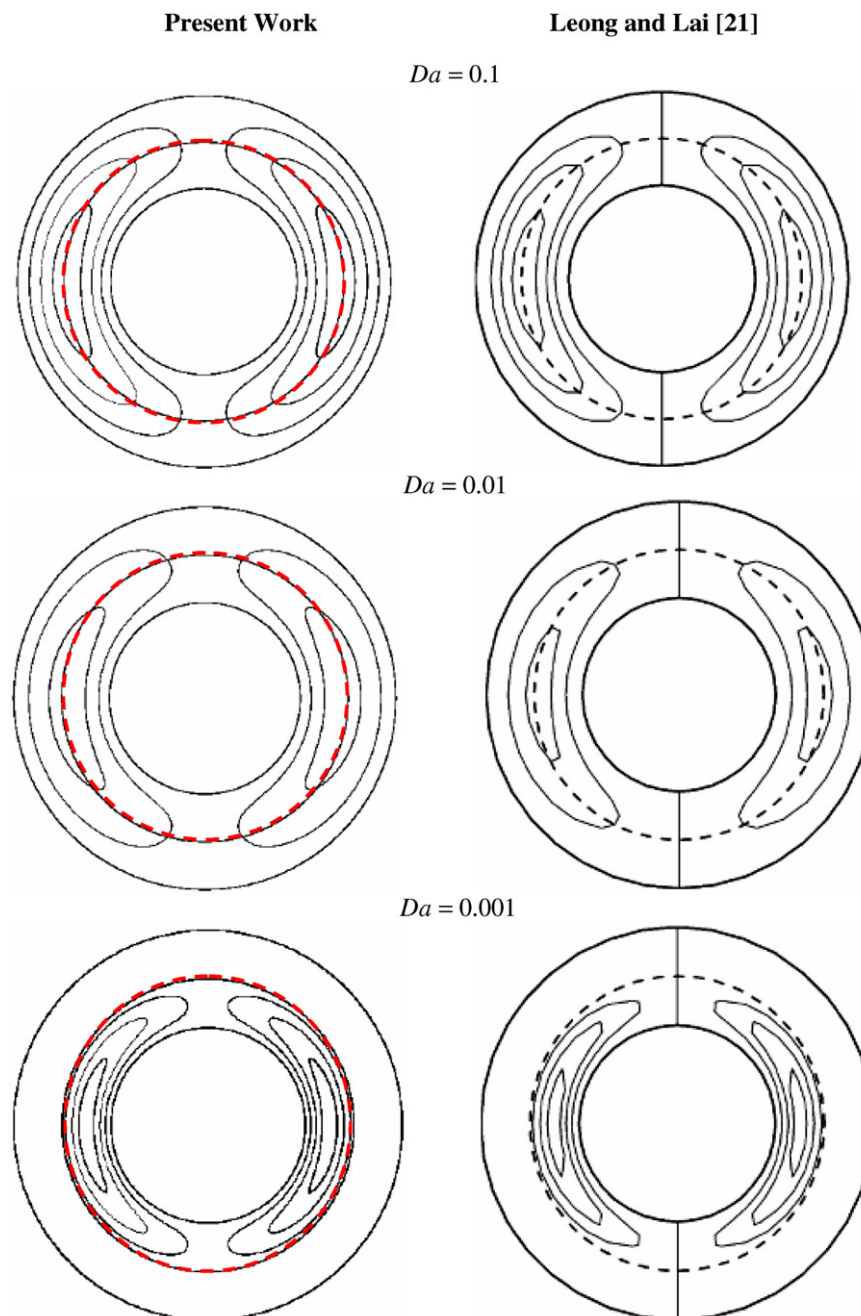 Present Work Leong and Lai [21]
Da = 0.1
Da = 0.01
Da = 0.001